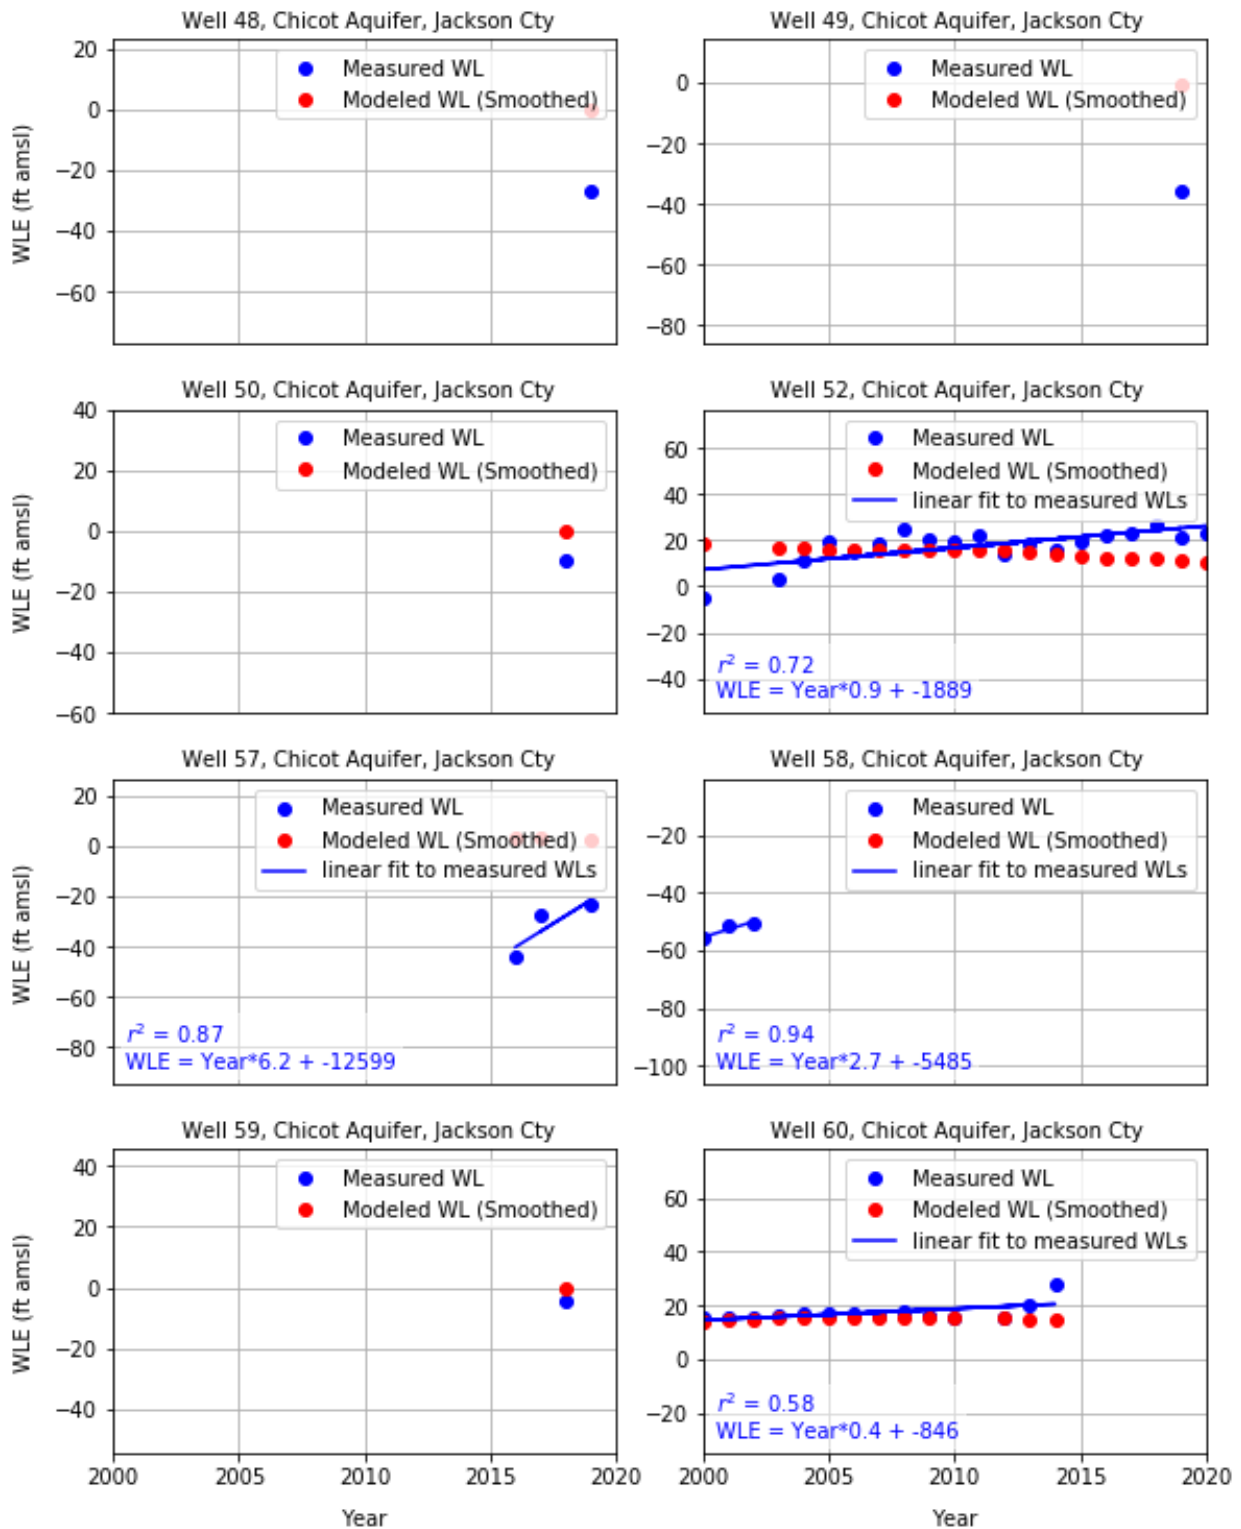 Well 48, Chicot Aquifer, Jackson Cty
20
0
−20
−40
−60
WLE (ft amsl)
Measured WL
Modeled WL (Smoothed)
Well 49, Chicot Aquifer, Jackson Cty
0
−20
−40
−60
−80
Measured WL
Modeled WL (Smoothed)
Well 50, Chicot Aquifer, Jackson Cty
40
20
0
−20
−40
−60
WLE (ft amsl)
Measured WL
Modeled WL (Smoothed)
Well 52, Chicot Aquifer, Jackson Cty
60
40
20
0
−20
−40
Measured WL
Modeled WL (Smoothed)
linear fit to measured WLs
r² = 0.72
WLE = Year*0.9 + -1889
Well 57, Chicot Aquifer, Jackson Cty
20
0
−20
−40
−60
−80
WLE (ft amsl)
Measured WL
Modeled WL (Smoothed)
linear fit to measured WLs
r² = 0.87
WLE = Year*6.2 + -12599
Well 58, Chicot Aquifer, Jackson Cty
−20
−40
−60
−80
−100
Measured WL
Modeled WL (Smoothed)
linear fit to measured WLs
r² = 0.94
WLE = Year*2.7 + -5485
Well 59, Chicot Aquifer, Jackson Cty
40
20
0
−20
−40
WLE (ft amsl)
Measured WL
Modeled WL (Smoothed)
2000 2005 2010 2015 2020
Year
Well 60, Chicot Aquifer, Jackson Cty
60
40
20
0
−20
Measured WL
Modeled WL (Smoothed)
linear fit to measured WLs
r² = 0.58
WLE = Year*0.4 + -846
2000 2005 2010 2015 2020
Year